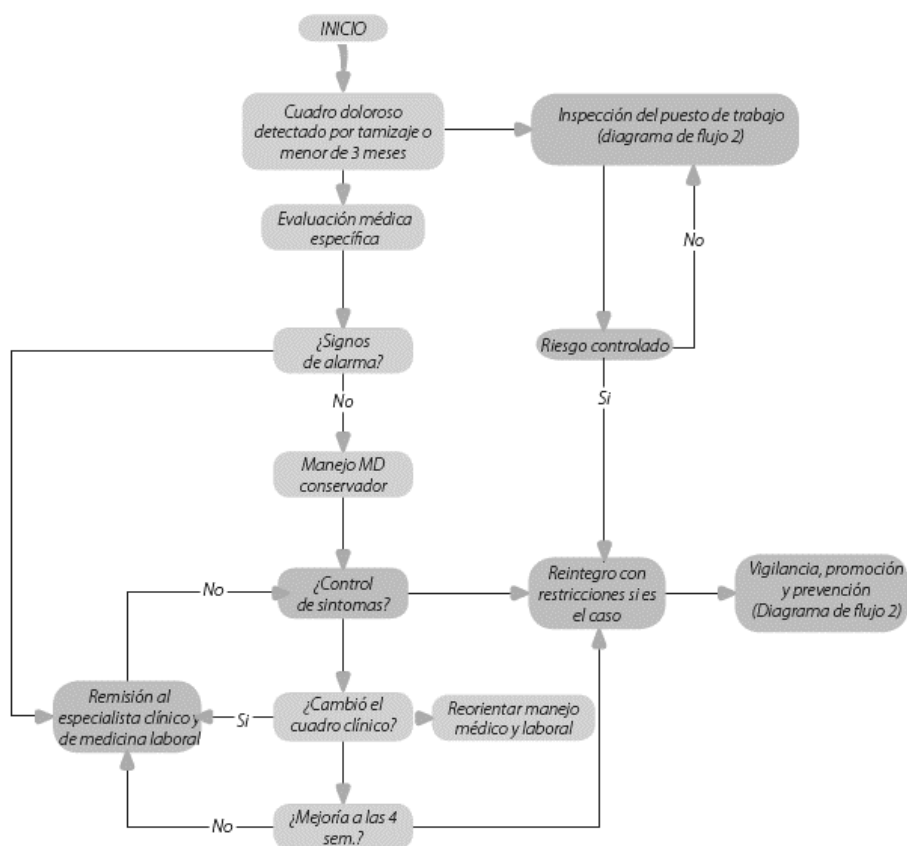 INICIO
Cuadro doloroso
detectado por tamizaje o
menor de 3 meses
Inspección del puesto de trabajo
(diagrama de flujo 2)
Evaluación médica
específica
No
¿Signos
de alarma?
Riesgo controlado
No
Si
Manejo MD
conservador
No
¿Control
de sintomas?
Reintegro con
restricciones si es
el caso
Vigilancia, promoción
y prevención
(Diagrama de flujo 2)
Remisión al
especialista clínico y
de medicina laboral
Si
¿Cambió el
cuadro clínico?
Reorientar manejo
médico y laboral
No
¿Mejoría a las 4
sem.?